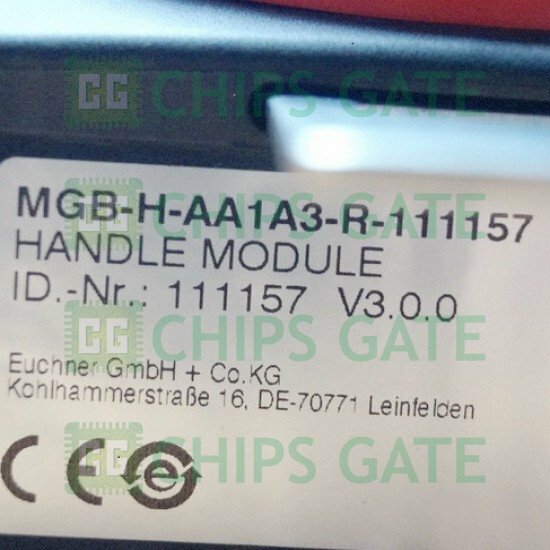 CG CHIPS GATE
MGB-H-AA1A3-R-111157
HANDLE MODULE
ID.-Nr.: 111157 V3.0.0
CG CHIPS GATE
Euchner GmbH + Co.KG
Kohlhammerstraße 16, DE-70771 Leinfelden
CG CHIPS GATE
CE